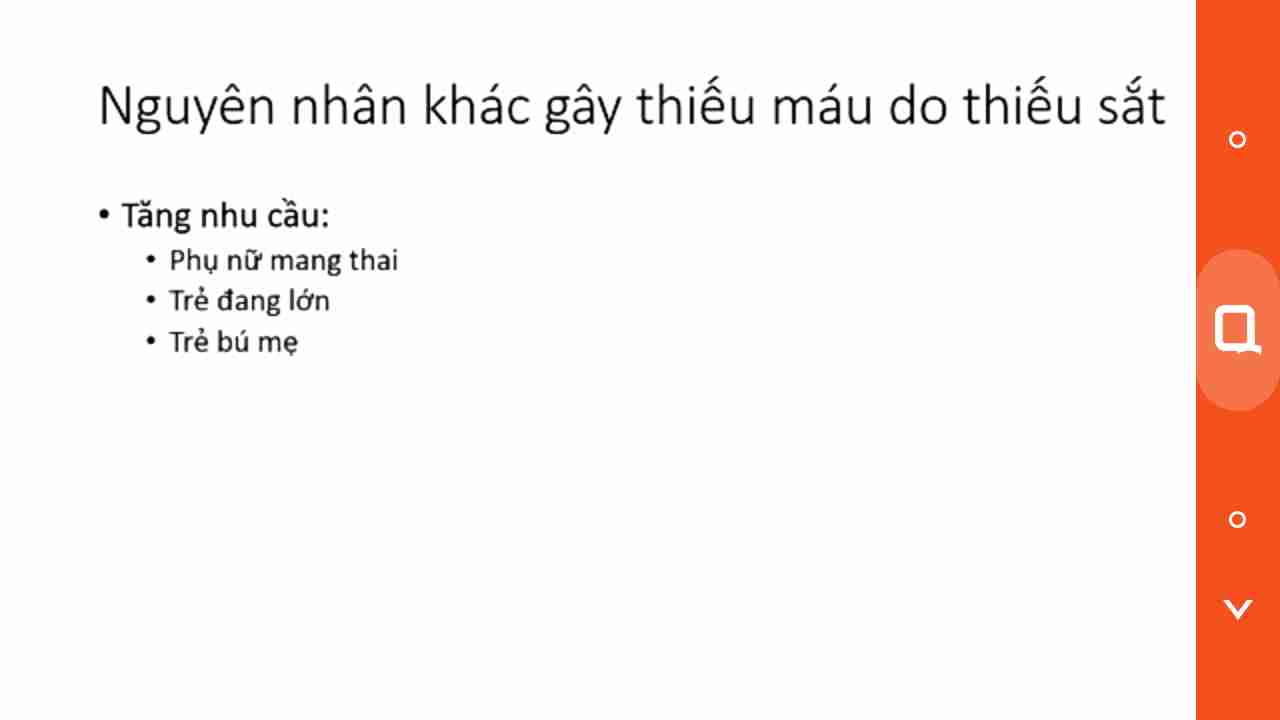 Nguyên nhân khác gây thiếu máu do thiếu sắt
• Tăng nhu cầu:
• Phụ nữ mang thai
• Trẻ đang lớn
• Trẻ bú mẹ